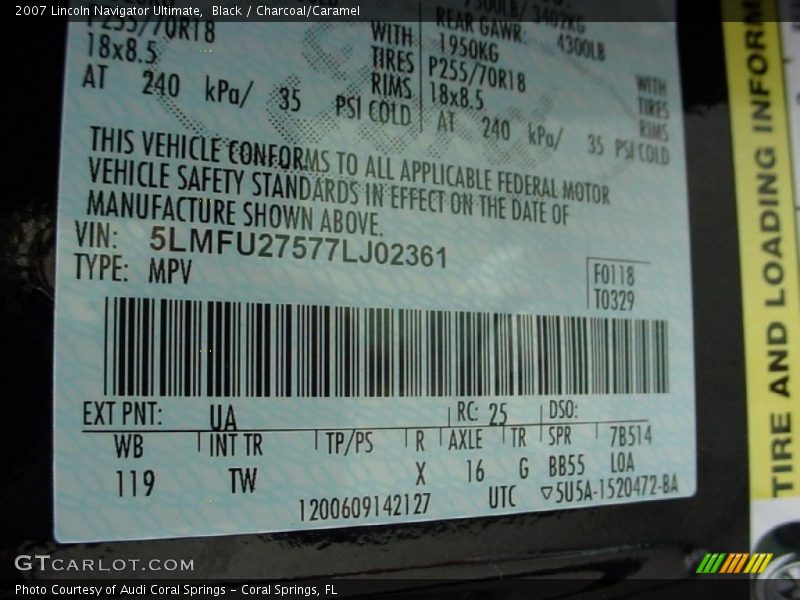 2007 Lincoln Navigator Ultimate, Black / Charcoal/Caramel
P255/70R18 WITH
18x8.5 TIRES
RIMS
AT 240 kPa/ 35 PSI COLD
REAR GAWR: 4300LB
1950KG
P255/70R18 WITH
18x8.5 TIRES
RIMS
AT 240 kPa/ 35 PSI COLD
THIS VEHICLE CONFORMS TO ALL APPLICABLE FEDERAL MOTOR
VEHICLE SAFETY STANDARDS IN EFFECT ON THE DATE OF
MANUFACTURE SHOWN ABOVE.
VIN: 5LMFU27577LJ02361
TYPE: MPV
F0118
T0329
EXT PNT: UA RC: 25 DSO:
WB INT TR TP/PS R AXLE TR SPR 7B514
119 TW X 16 G BB55 LOA
1200609142127 UTC ▽5U5A-1520472-BA
TIRE AND LOADING INFORM
GTCARLOT.COM
Photo Courtesy of Audi Coral Springs – Coral Springs, FL